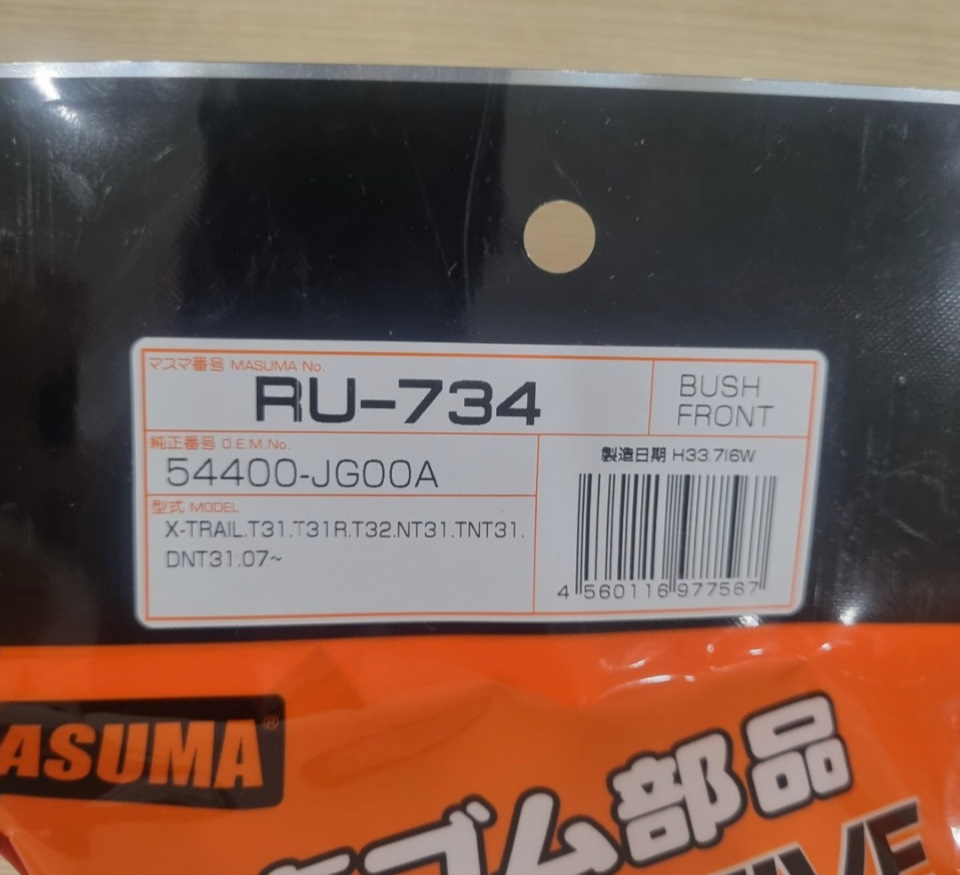 マスマ番号 MASUMA No.
RU-734
BUSH
FRONT
純正番号 O.E.M.No.
54400-JG00A
製造日期 H33.716W
型式 MODEL
X-TRAIL.T31.T31R.T32.NT31.TNT31.
DNT31.07~
4 560116 977567
ASUMA®
ゴム部品